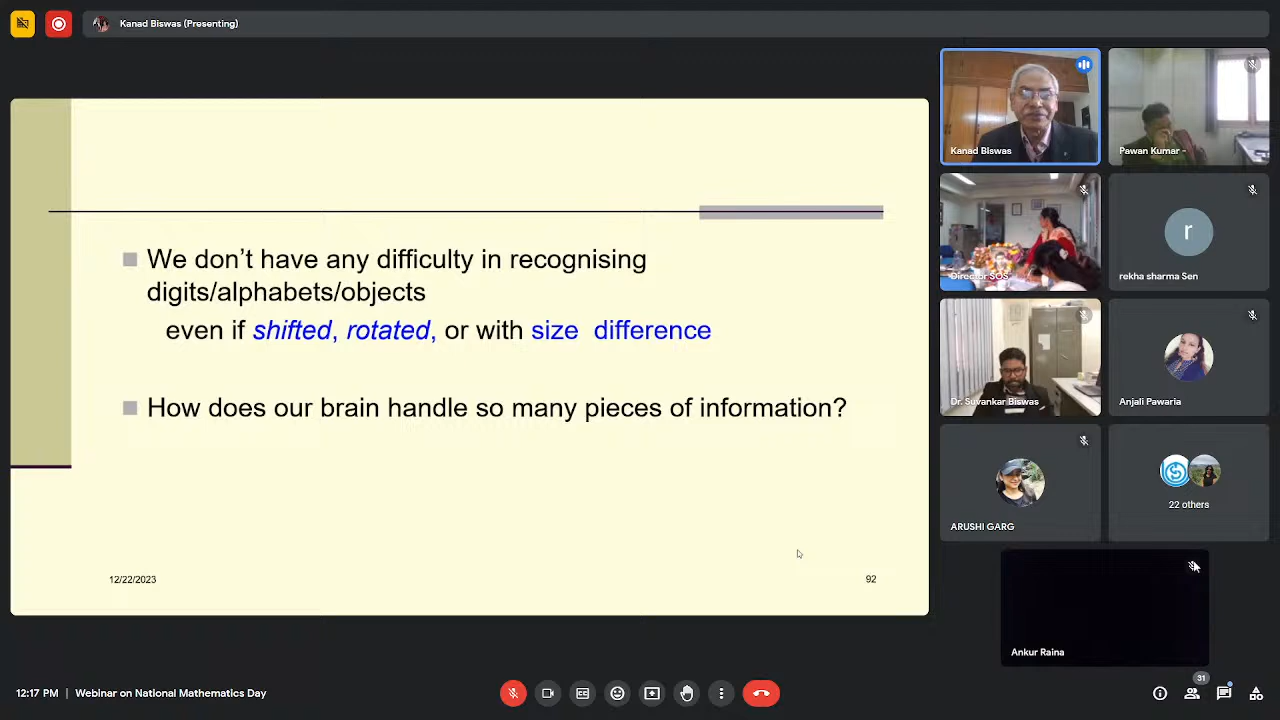 Kanad Biswas (Presenting)
We don't have any difficulty in recognising
digits/alphabets/objects
even if shifted, rotated, or with size difference
How does our brain handle so many pieces of information?
12/22/2023
92
Kanad Biswas
Pawan Kumar -
Director SOS
r
rekha sharma Sen
Dr. Suvankar Biswas
Anjali Pawaria
ARUSHI GARG
22 others
Ankur Raina
12:17 PM | Webinar on National Mathematics Day
31